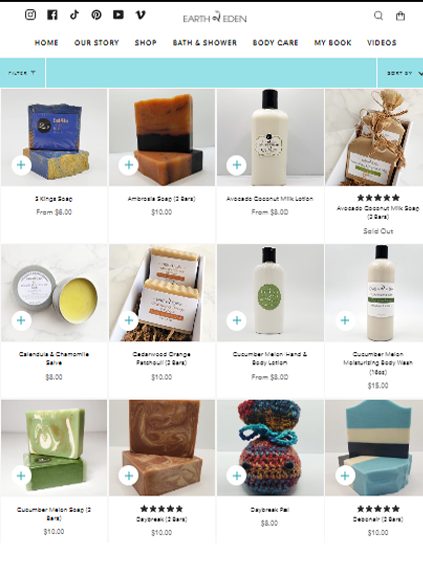 EARTH of EDEN
HOME OUR STORY SHOP BATH & SHOWER BODY CARE MY BOOK VIDEOS
FILTER SORT BY
5 Kings Soap
From $8.00
Ambrosia Soap (2 Bars)
$10.00
Avocado Coconut Milk Lotion
From $8.00
Avocado Coconut Milk Soap
(2 Bars)
Sold Out
Calendula & Chamomile
Salve
$8.00
Cedarwood Orange
Patchouli (2 Bars)
$10.00
Cucumber Melon Hand &
Body Lotion
From $8.00
Cucumber Melon
Moisturizing Body Wash
(16oz)
$15.00
Cucumber Melon Soap (2
Bars)
$10.00
Daybreak (2 Bars)
$10.00
Daybreak Pal
$8.00
Debonair (2 Bars)
$10.00